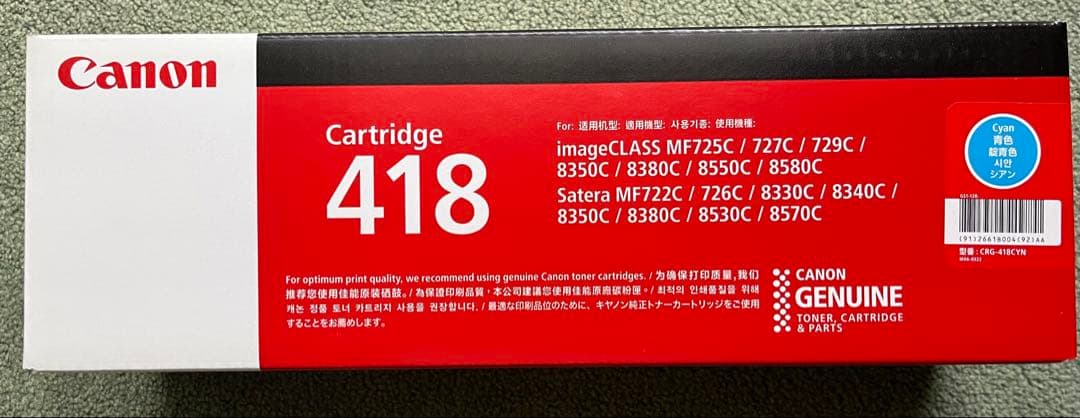 Canon
Cartridge
418
For: 适用机型: 適用機型: 사용기종: 使用機種:
imageCLASS MF725C / 727C / 729C /
8350C / 8380C / 8550C / 8580C
Satera MF722C / 726C / 8330C / 8340C /
8350C / 8380C / 8530C / 8570C
Cyan
青色
靛青色
시안
シアン
(91)26618004(92)AA
型番: CRG-418CYN
For optimum print quality, we recommend using genuine Canon toner cartridges. / 为确保打印质量,我们
推荐您使用佳能原装硒鼓。/ 為保證印刷品質,本公司建議您使用佳能原廠碳粉匣。/ 최적의 인쇄품질을 위해
캐논 정품 토너 카트리지 사용을 권장합니다. / 最適な印刷品位のために、キヤノン純正トナーカートリッジをご使用
することをお薦めします。
CANON
GENUINE
TONER, CARTRIDGE
& PARTS